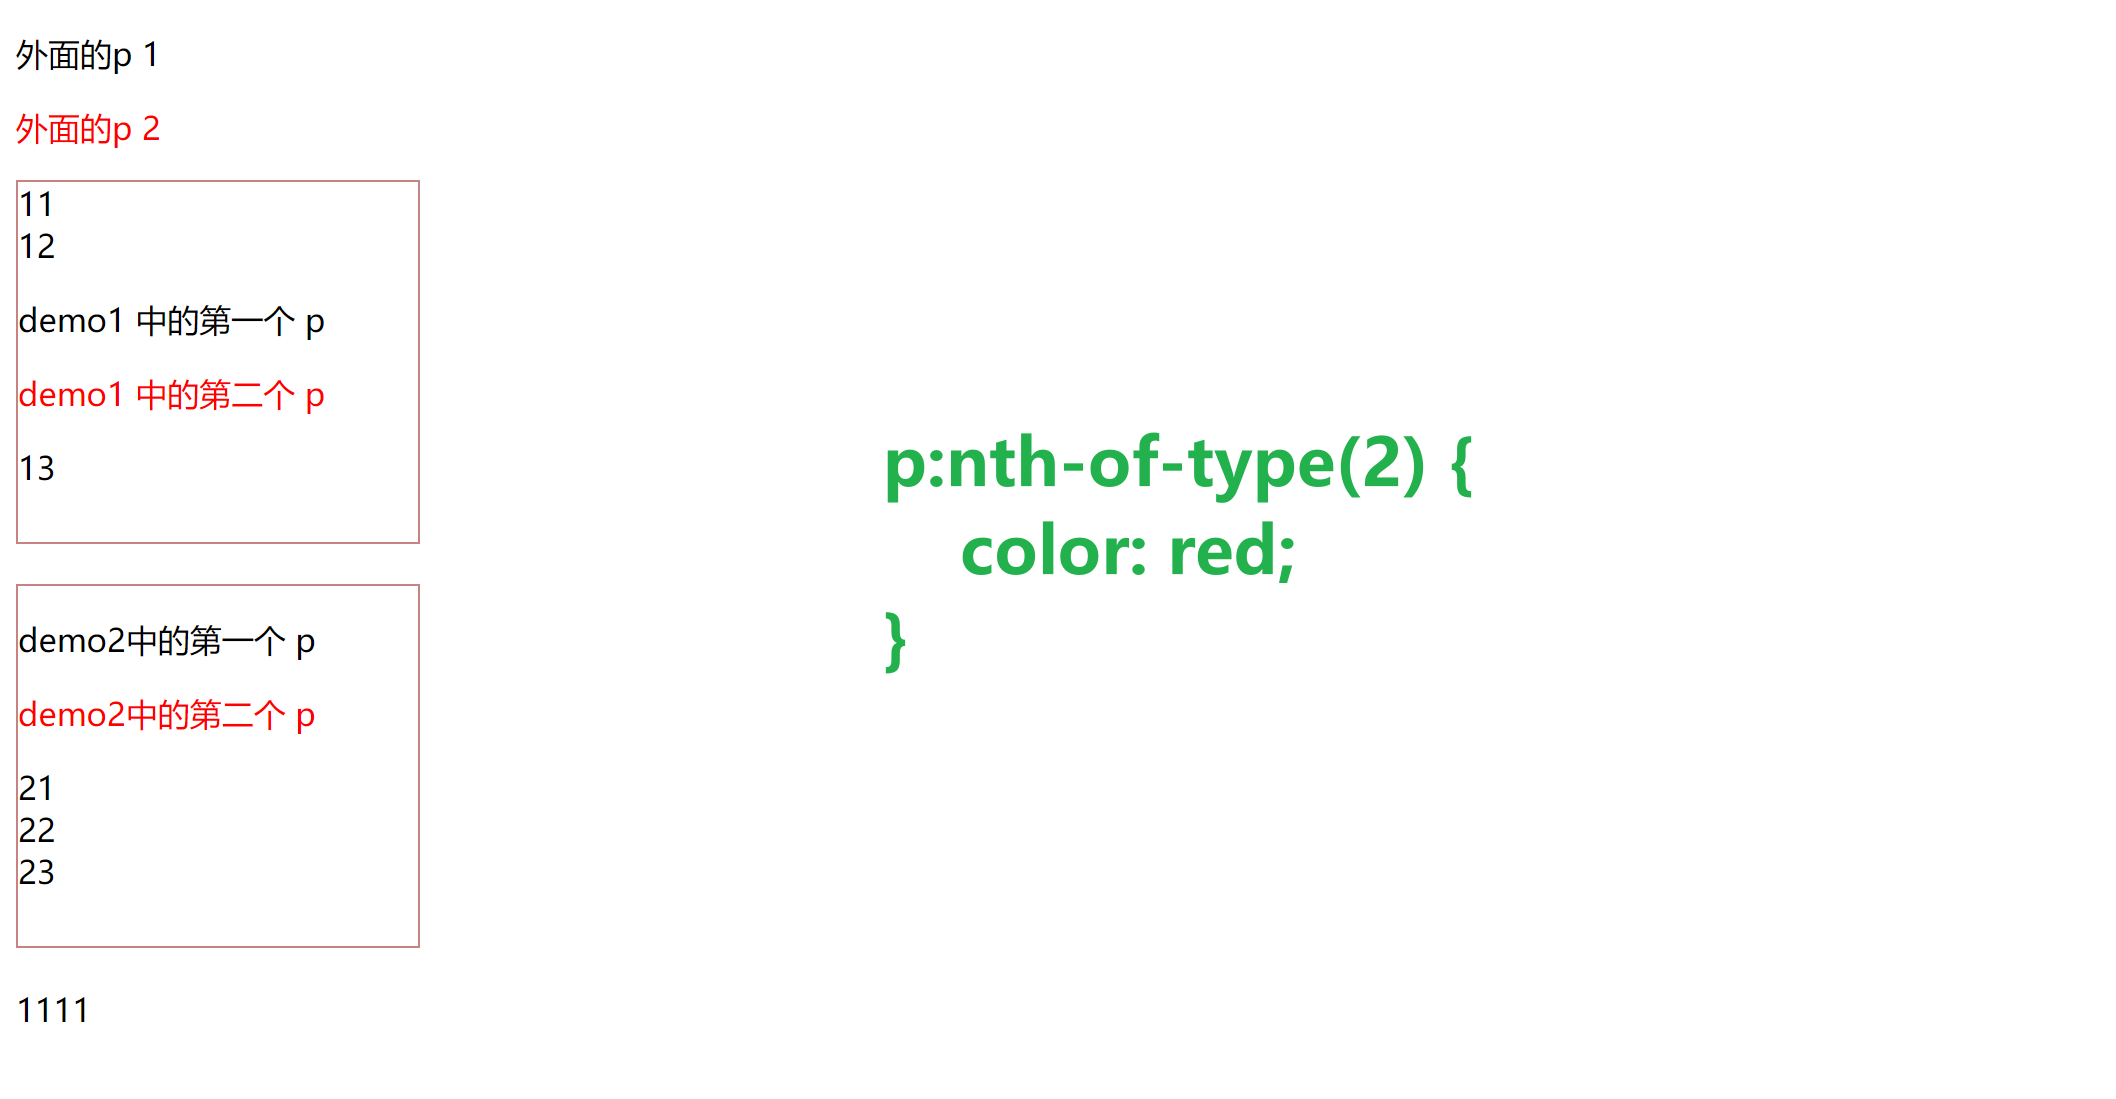 外面的p 1
外面的p 2
11
12
demo1 中的第一个 p
demo1 中的第二个 p
13
demo2中的第一个 p
demo2中的第二个 p
21
22
23
1111
p:nth-of-type(2) {
color: red;
}